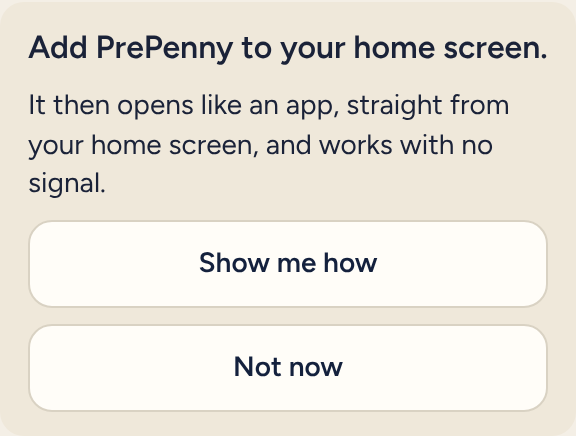 Add PrePenny to your home screen.
It then opens like an app, straight from
your home screen, and works with no
signal.
Show me how
Not now